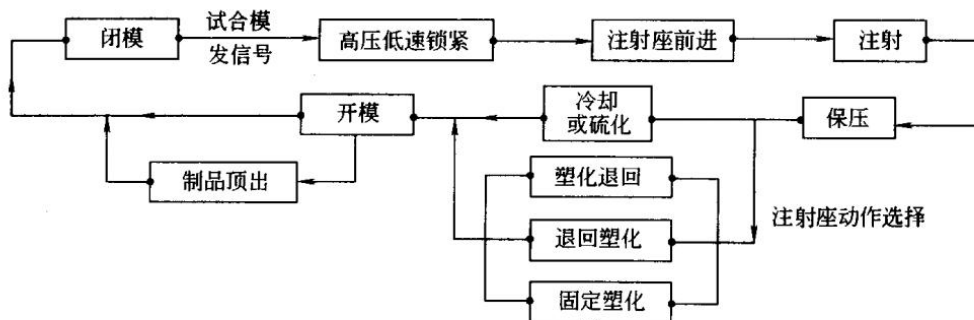 闭模
试合模
发信号
高压低速锁紧
注射座前进
注射
开模
冷却
或硫化
保压
制品顶出
塑化退回
退回塑化
注射座动作选择
固定塑化